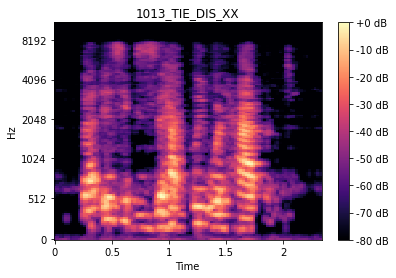 1013_TIE_DIS_XX
+0 dB
8192
-10 dB
4096
-20 dB
-30 dB
2048
Hz
-40 dB
1024
-50 dB
512
-60 dB
-70 dB
0
-80 dB
0 0.5 1 1.5 2
Time